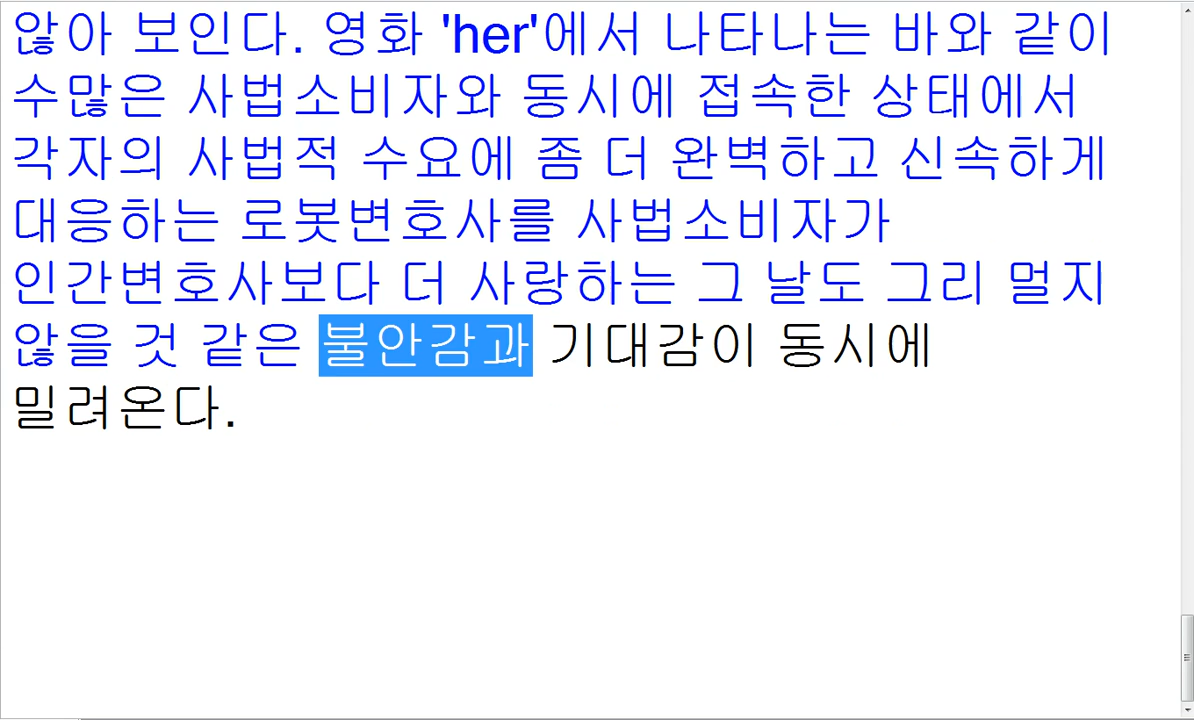 않아 보인다. 영화 'her'에서 나타나는 바와 같이
수많은 사법소비자와 동시에 접속한 상태에서
각자의 사법적 수요에 좀 더 완벽하고 신속하게
대응하는 로봇변호사를 사법소비자가
인간변호사보다 더 사랑하는 그 날도 그리 멀지
않을 것 같은 불안감과 기대감이 동시에
밀려온다.